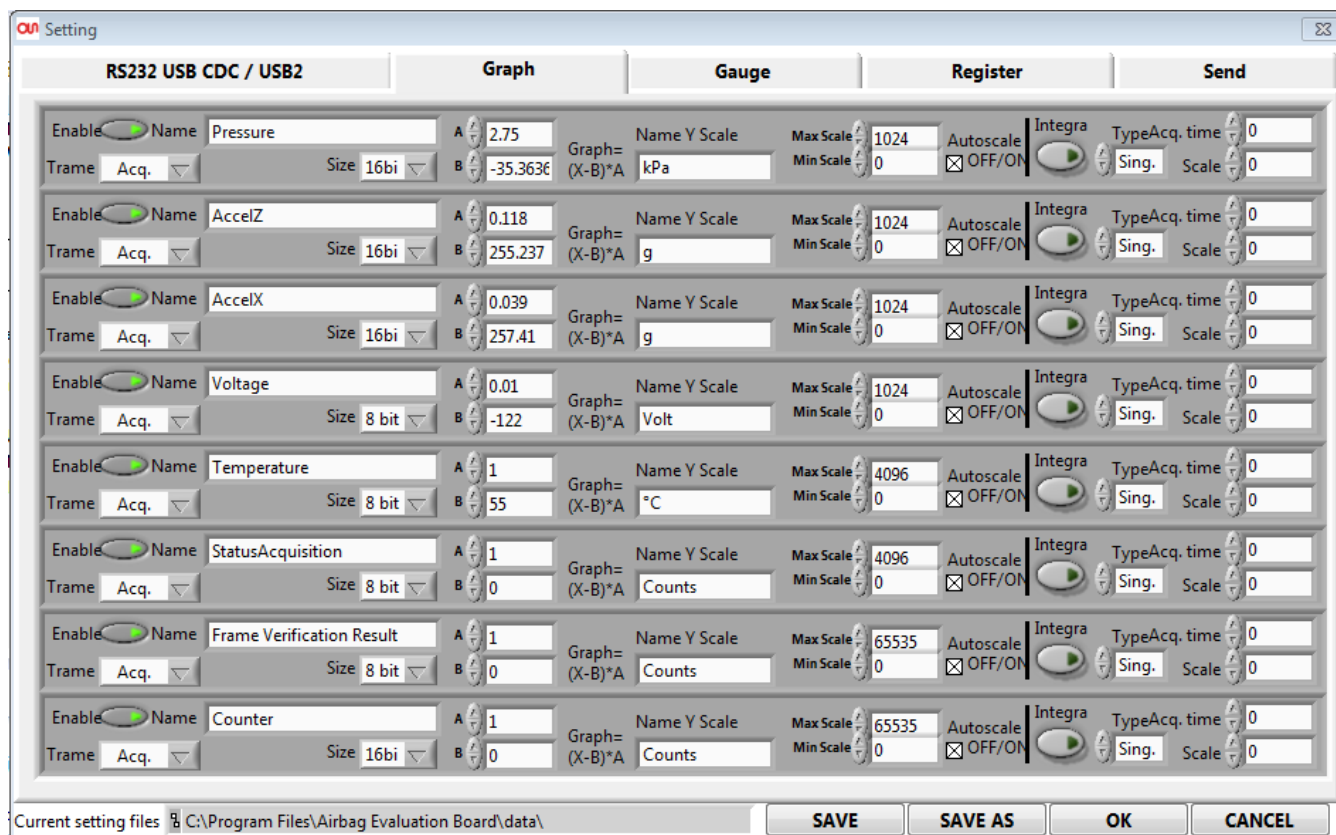 Setting
RS232 USB CDC / USB2 Graph Gauge Register Send
Enable Name Pressure A 2.75 Graph= Name Y Scale Max Scale 1024 Autoscale Integra TypeAcq. time 0
Trame Acq. Size 16bi B -35.3636 (X-B)*A kPa Min Scale 0 OFF/ON Sing. Scale 0
Enable Name AccelZ A 0.118 Graph= Name Y Scale Max Scale 1024 Autoscale Integra TypeAcq. time 0
Trame Acq. Size 16bi B 255.237 (X-B)*A g Min Scale 0 OFF/ON Sing. Scale 0
Enable Name AccelX A 0.039 Graph= Name Y Scale Max Scale 1024 Autoscale Integra TypeAcq. time 0
Trame Acq. Size 16bi B 257.41 (X-B)*A g Min Scale 0 OFF/ON Sing. Scale 0
Enable Name Voltage A 0.01 Graph= Name Y Scale Max Scale 1024 Autoscale Integra TypeAcq. time 0
Trame Acq. Size 8 bit B -122 (X-B)*A Volt Min Scale 0 OFF/ON Sing. Scale 0
Enable Name Temperature A 1 Graph= Name Y Scale Max Scale 4096 Autoscale Integra TypeAcq. time 0
Trame Acq. Size 8 bit B 55 (X-B)*A °C Min Scale 0 OFF/ON Sing. Scale 0
Enable Name StatusAcquisition A 1 Graph= Name Y Scale Max Scale 4096 Autoscale Integra TypeAcq. time 0
Trame Acq. Size 8 bit B 0 (X-B)*A Counts Min Scale 0 OFF/ON Sing. Scale 0
Enable Name Frame Verification Result A 1 Graph= Name Y Scale Max Scale 65535 Autoscale Integra TypeAcq. time 0
Trame Acq. Size 8 bit B 0 (X-B)*A Counts Min Scale 0 OFF/ON Sing. Scale 0
Enable Name Counter A 1 Graph= Name Y Scale Max Scale 65535 Autoscale Integra TypeAcq. time 0
Trame Acq. Size 16bi B 0 (X-B)*A Counts Min Scale 0 OFF/ON Sing. Scale 0
Current setting files C:\Program Files\Airbag Evaluation Board\data\ SAVE SAVE AS OK CANCEL